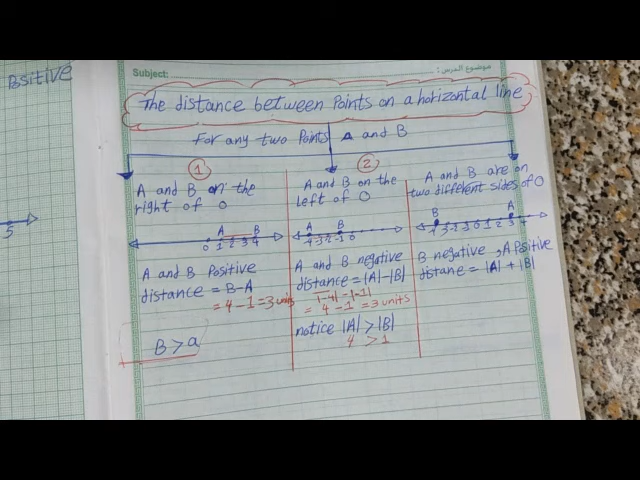 Positive
5
Subject:
موضوع الدرس :
The distance between Points on a horizontal line
For any two Points A and B
1
A and B on the
right of 0
A B
0 1 2 3 4
A and B Positive
distance = B-A
= 4-1 = 3 units
B > a
2
A and B on the
left of 0
A B
-4 -3 -2 -1 0
A and B negative
distance = |A|-|B|
|-4| - |-1|
= 4 - 1 = 3 units
notice |A| > |B|
4 > 1
A and B are on
two different sides of 0
B A
-4 -3 -2 -1 0 1 2 3 4
B negative , A Positive
distane = |A| + |B|